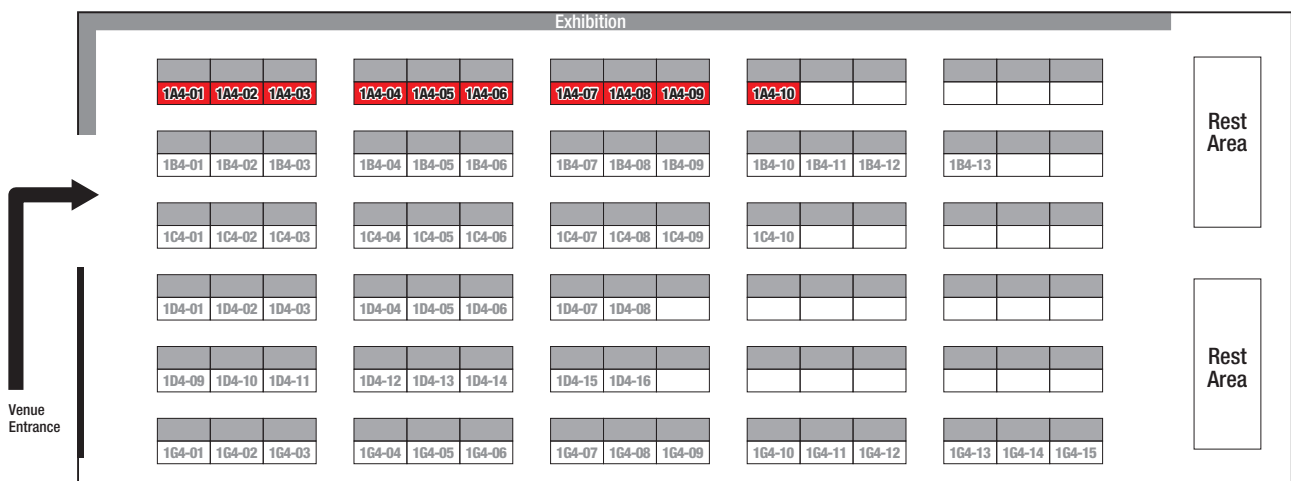 Exhibition
1A4-01 1A4-02 1A4-03 1A4-04 1A4-05 1A4-06 1A4-07 1A4-08 1A4-09 1A4-10
Rest
Area
1B4-01 1B4-02 1B4-03 1B4-04 1B4-05 1B4-06 1B4-07 1B4-08 1B4-09 1B4-10 1B4-11 1B4-12 1B4-13
1C4-01 1C4-02 1C4-03 1C4-04 1C4-05 1C4-06 1C4-07 1C4-08 1C4-09 1C4-10
1D4-01 1D4-02 1D4-03 1D4-04 1D4-05 1D4-06 1D4-07 1D4-08
Rest
Area
1D4-09 1D4-10 1D4-11 1D4-12 1D4-13 1D4-14 1D4-15 1D4-16
Venue
Entrance
1G4-01 1G4-02 1G4-03 1G4-04 1G4-05 1G4-06 1G4-07 1G4-08 1G4-09 1G4-10 1G4-11 1G4-12 1G4-13 1G4-14 1G4-15